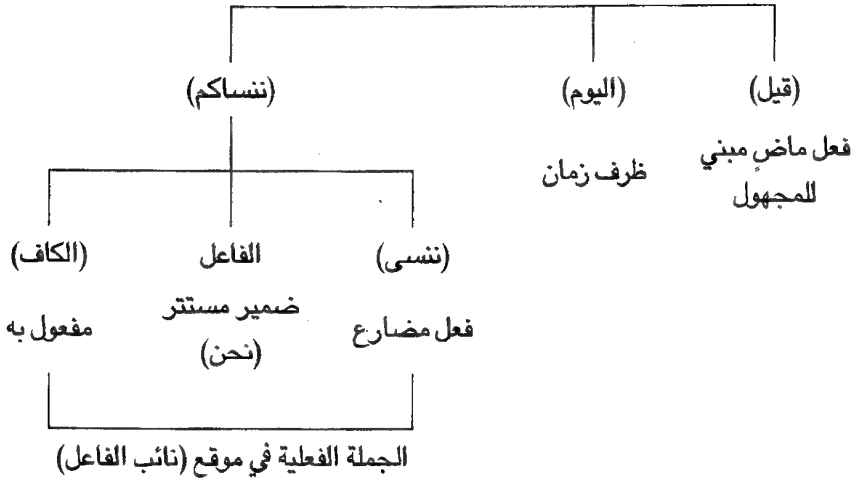 (قيل) (اليوم) (ننساكم)
فعل ماضٍ مبني
للمجهول
ظرف زمان
(ننسى) الفاعل (الكاف)
فعل مضارع
ضمير مستتر
(نحن)
مفعول به
الجملة الفعلية في موقع (نائب الفاعل)